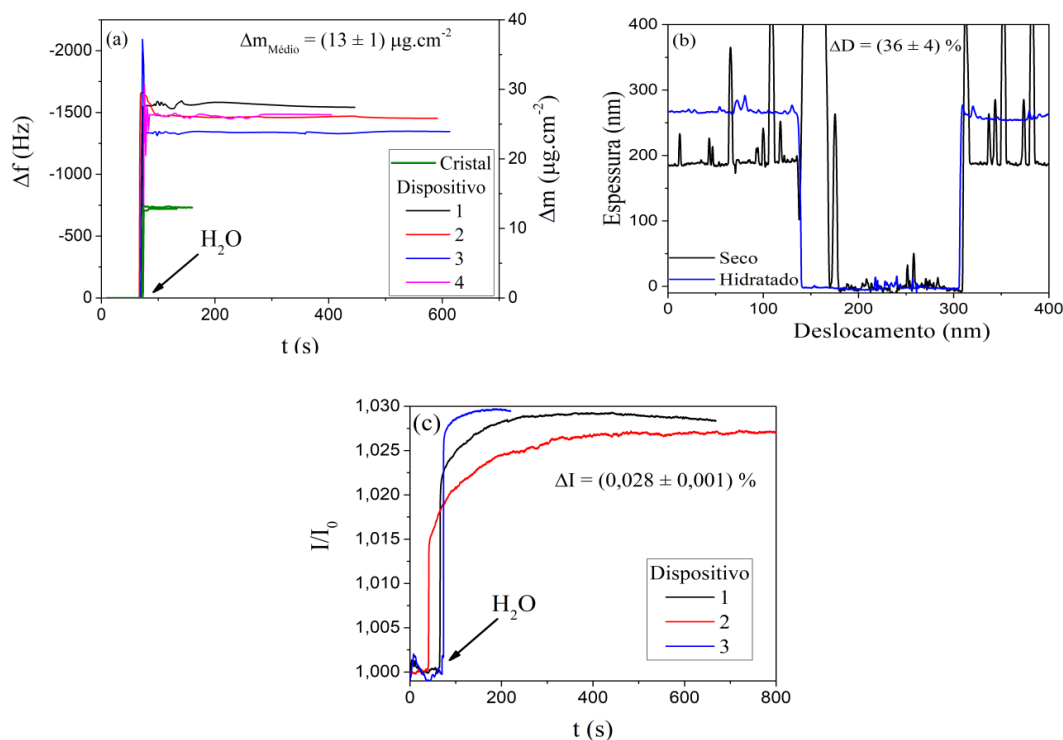 (a)
Δm Médio = (13 ± 1) μg.cm⁻²
-2000
-1500
-1000
-500
0
Δf (Hz)
40
30
20
10
0
Δm (μg.cm⁻²)
Cristal
Dispositivo
1
2
3
4
H₂O
0 200 400 600
t (s)
(b)
ΔD = (36 ± 4) %
400
300
200
100
0
Espessura (nm)
Seco
Hidratado
0 100 200 300 400
Deslocamento (nm)
(c)
1,030
1,025
1,020
1,015
1,010
1,005
1,000
I/I₀
ΔI = (0,028 ± 0,001) %
Dispositivo
1
2
3
H₂O
0 200 400 600 800
t (s)